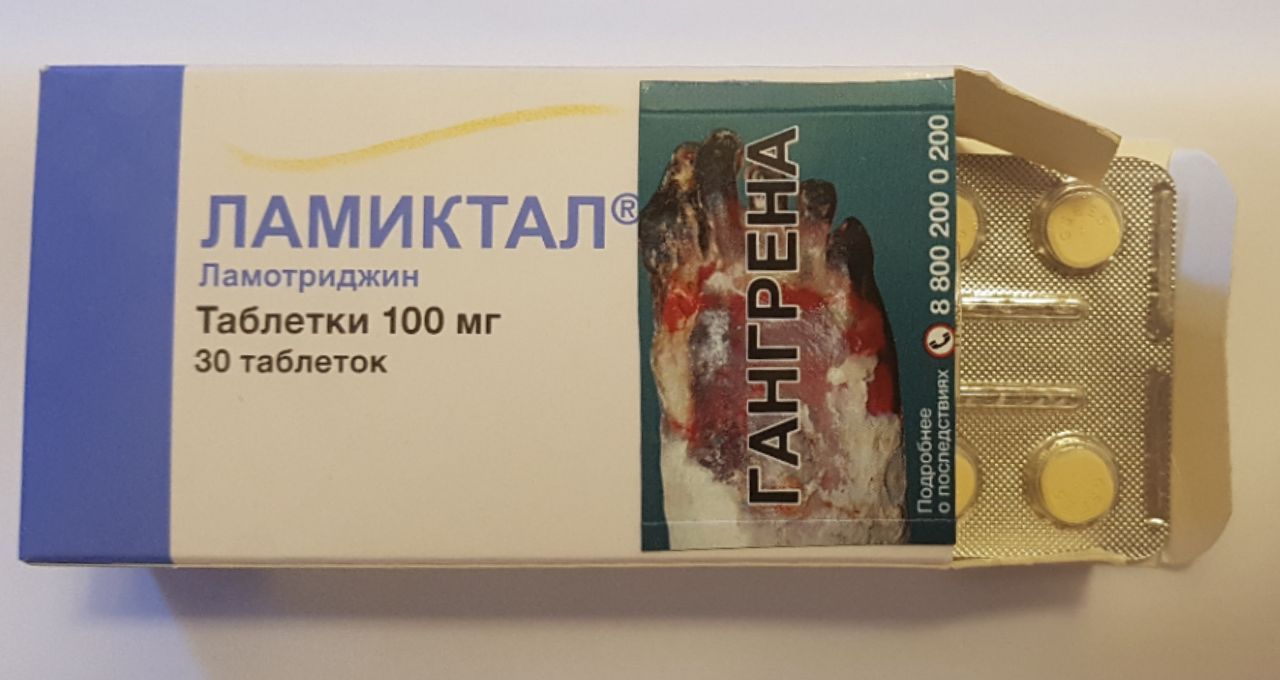 ЛАМИКТАЛ®
Ламотриджин
Таблетки 100 мг
30 таблеток
ГАНГРЕНА
Подробнее
о последствиях 8 800 200 0 200